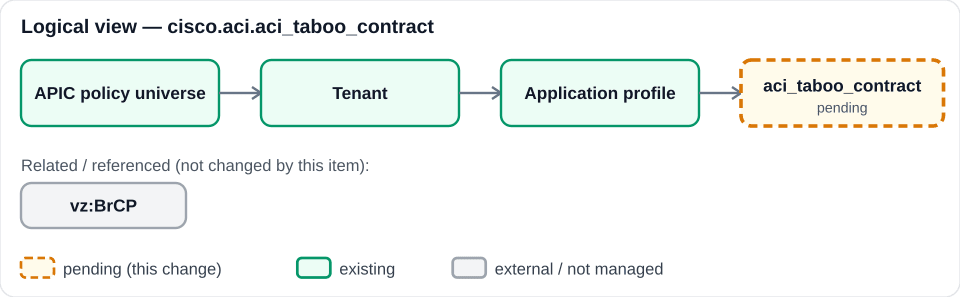 Logical view — cisco.aci.aci_taboo_contract
APIC policy universe
Tenant
Application profile
aci_taboo_contract
pending
Related / referenced (not changed by this item):
vz:BrCP
pending (this change)
existing
external / not managed